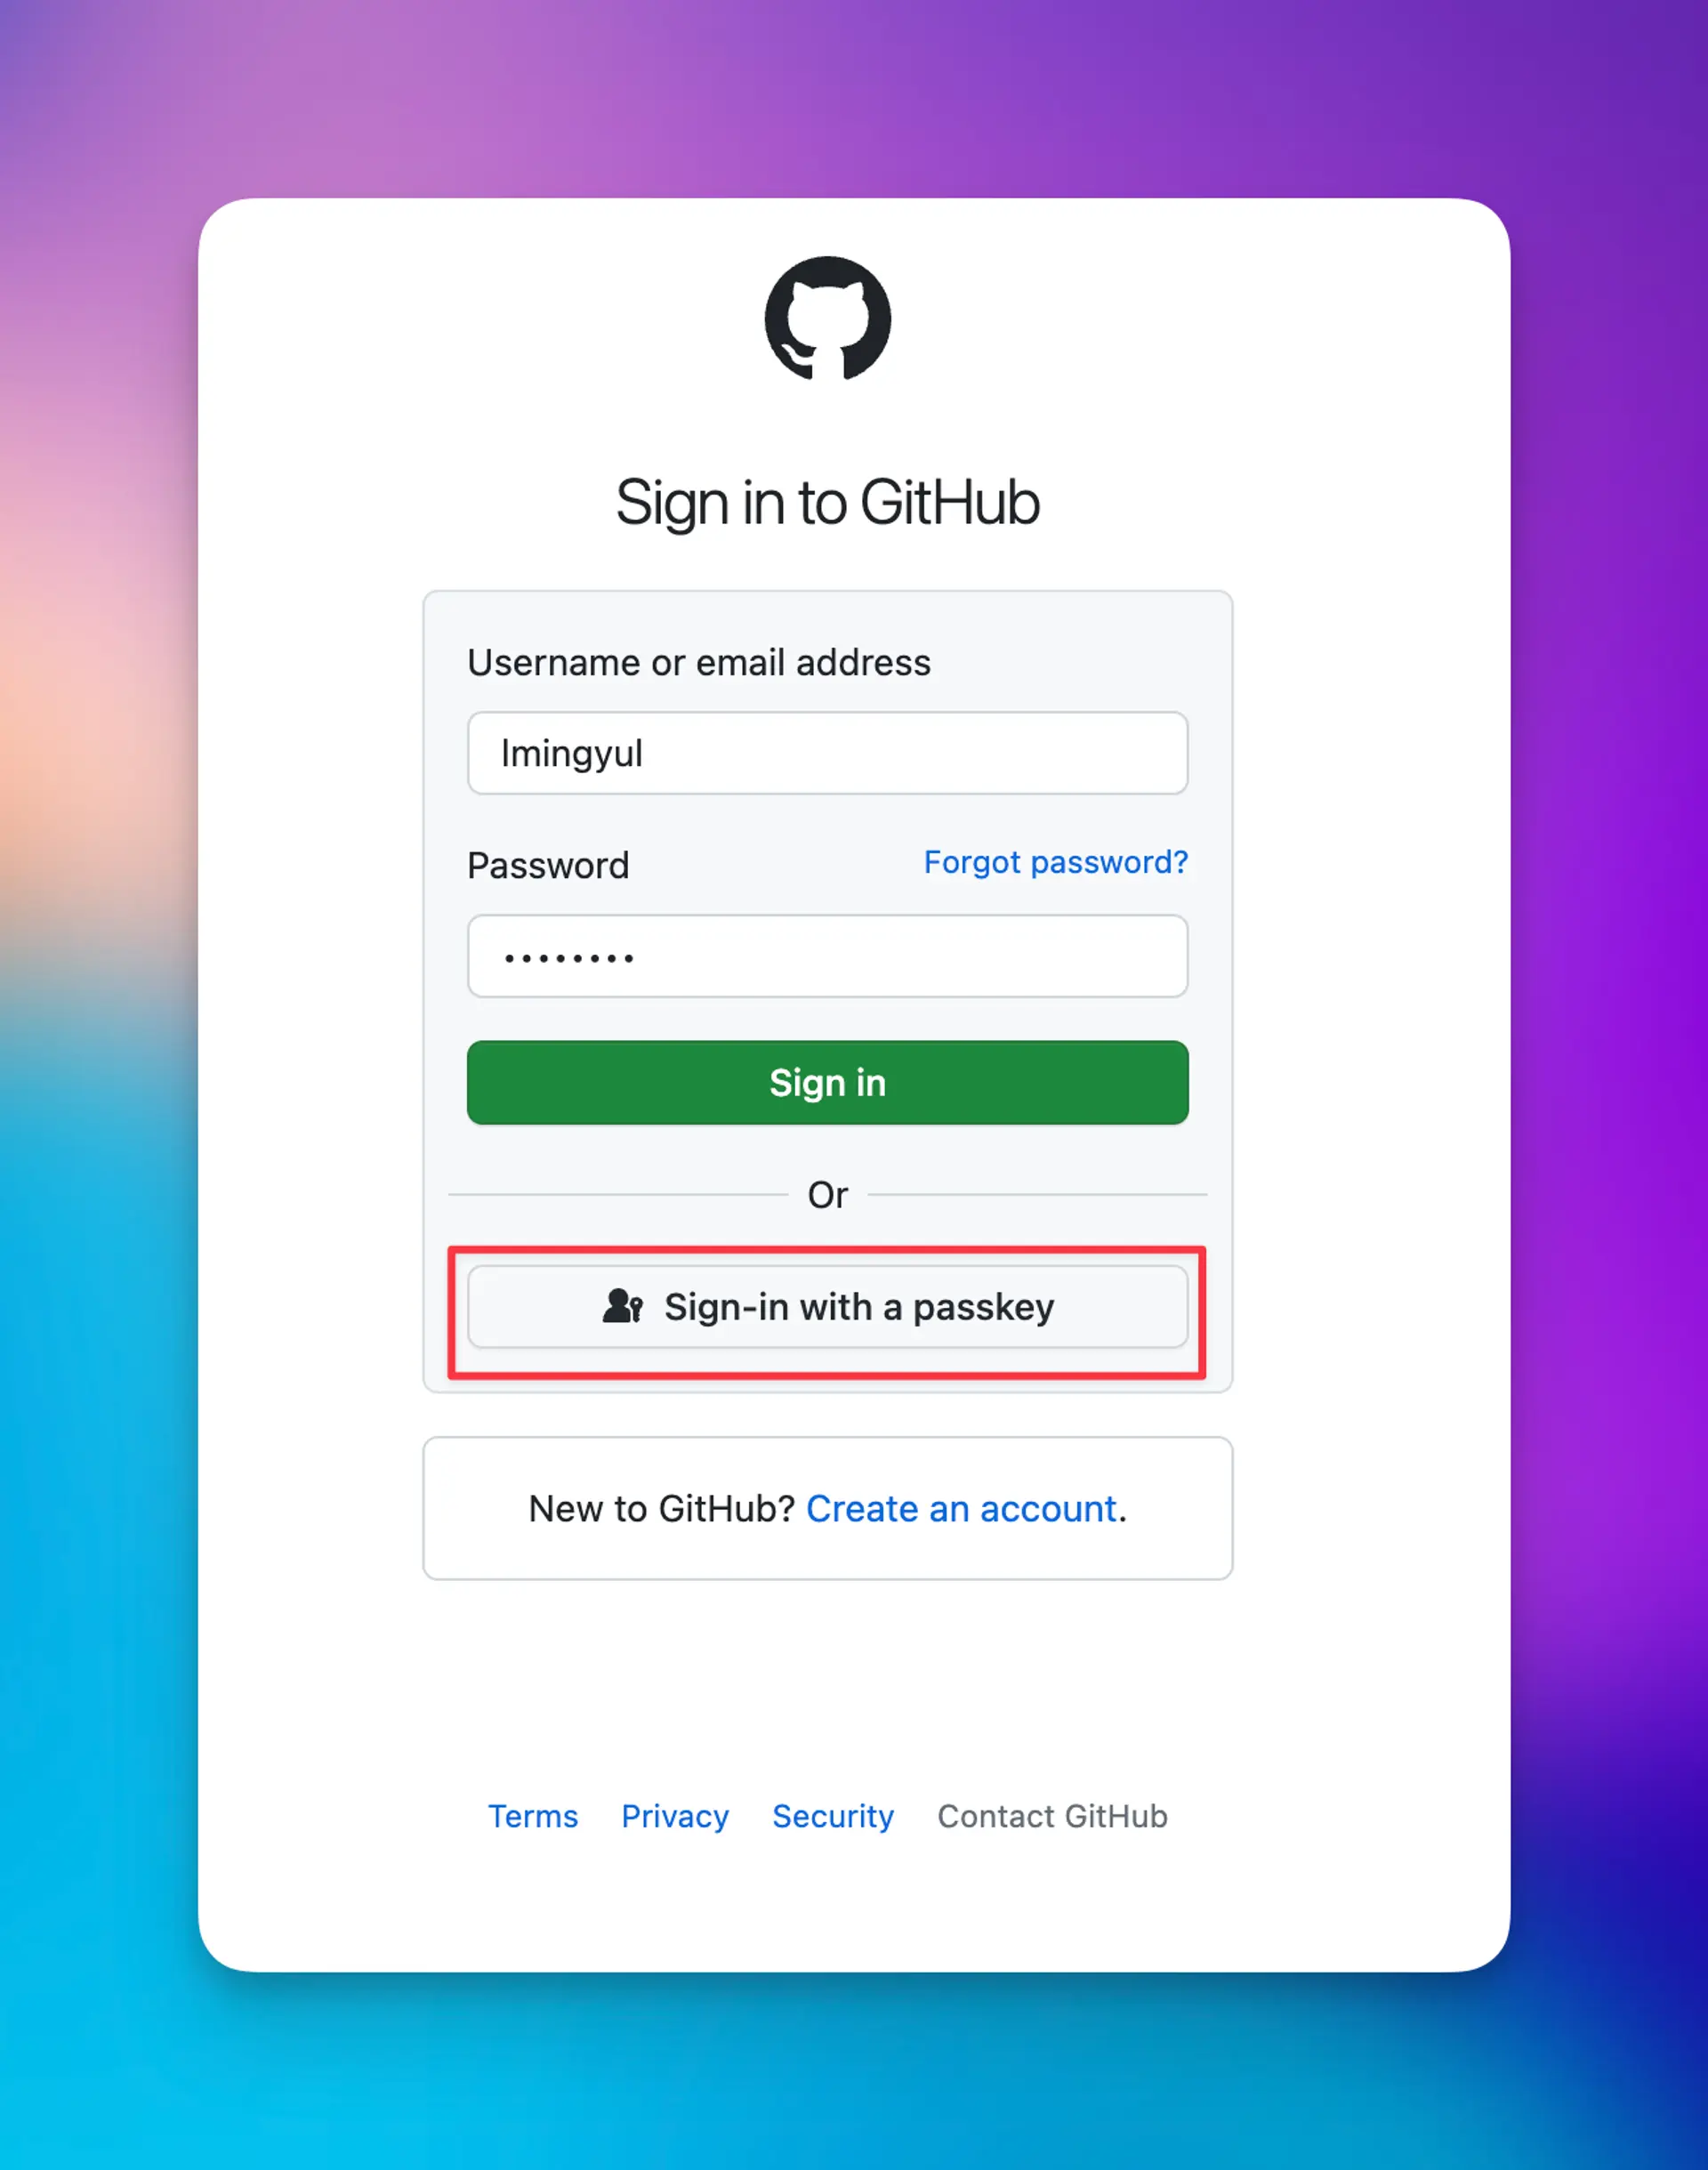 Sign in to GitHub
Username or email address
lmingyul
Password
Forgot password?
••••••••
Sign in
Or
Sign-in with a passkey
New to GitHub? Create an account.
Terms Privacy Security Contact GitHub